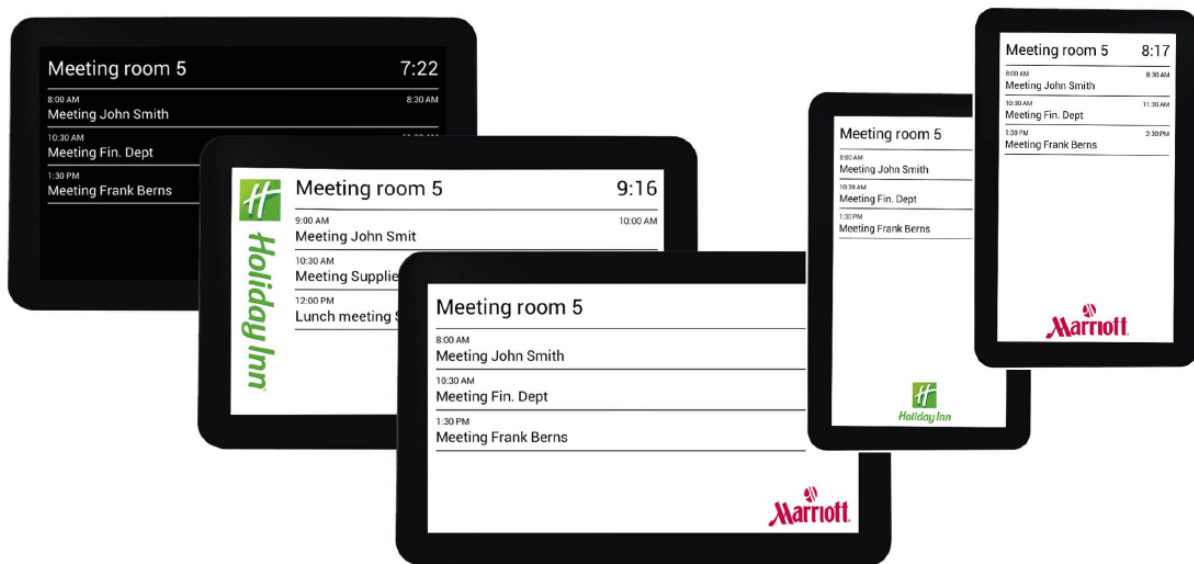 Meeting room 5 7:22
8:00 AM 8:30 AM
Meeting John Smith
10:30 AM
Meeting Fin. Dept
1:30 PM
Meeting Frank Berns
Holiday Inn
Meeting room 5 9:16
9:00 AM 10:00 AM
Meeting John Smit
10:30 AM
Meeting Supplie
12:00 PM
Lunch meeting
Meeting room 5
8:00 AM
Meeting John Smith
10:30 AM
Meeting Fin. Dept
1:30 PM
Meeting Frank Berns
Marriott
Meeting room 5
8:00 AM
Meeting John Smith
10:30 AM
Meeting Fin. Dept
1:30 PM
Meeting Frank Berns
H
Holiday Inn
Meeting room 5 8:17
8:00 AM 8:30 AM
Meeting John Smith
10:30 AM 11:30 AM
Meeting Fin. Dept
1:30 PM 2:30 PM
Meeting Frank Berns
Marriott